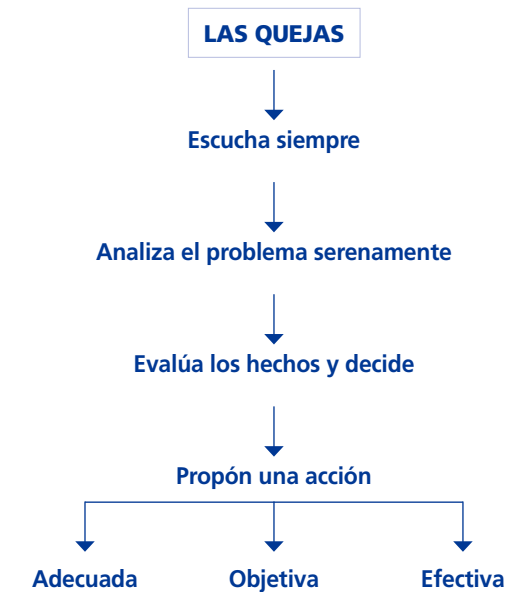 LAS QUEJAS
Escucha siempre
Analiza el problema serenamente
Evalúa los hechos y decide
Propón una acción
Adecuada Objetiva Efectiva